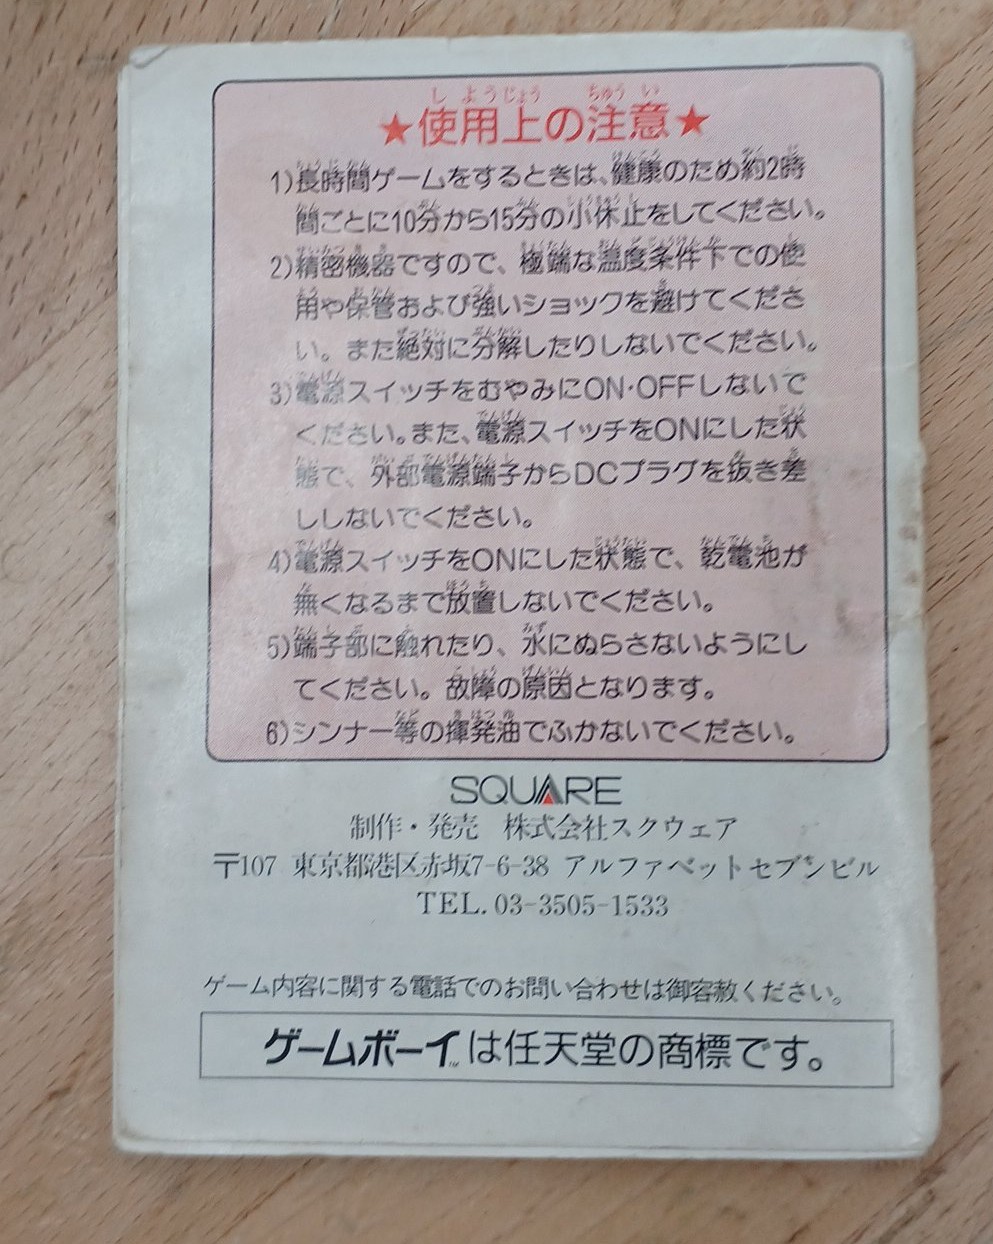 ★使用上の注意★
1)長時間ゲームをするときは、健康のため約2時
間ごとに10分から15分の小休止をしてください。
2)精密機器ですので、極端な温度条件下での使
用や保管および強いショックを避けてくださ
い。また絶対に分解したりしないでください。
3)電源スイッチをむやみにON・OFFしないで
ください。また、電源スイッチをONにした状
態で、外部電源端子からDCプラグを抜き差
ししないでください。
4)電源スイッチをONにした状態で、乾電池が
無くなるまで放置しないでください。
5)端子部に触れたり、水にぬらさないようにし
てください。故障の原因となります。
6)シンナー等の揮発油でふかないでください。
SQUARE
制作・発売 株式会社スクウェア
〒107 東京都港区赤坂7-6-38 アルファベットセブンビル
TEL. 03-3505-1533
ゲーム内容に関する電話でのお問い合わせは御容赦ください。
ゲームボーイ™は任天堂の商標です。